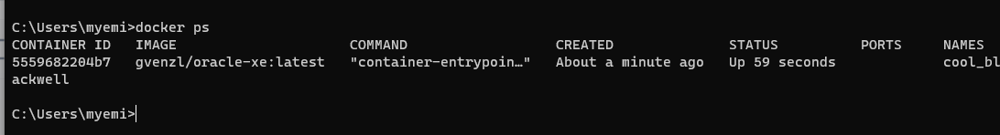 C:\Users\myemi>docker ps
CONTAINER ID   IMAGE                     COMMAND                  CREATED              STATUS          PORTS     NAMES
5559682204b7   gvenzl/oracle-xe:latest   "container-entrypoin…"   About a minute ago   Up 59 seconds             cool_bl
ackwell
C:\Users\myemi>